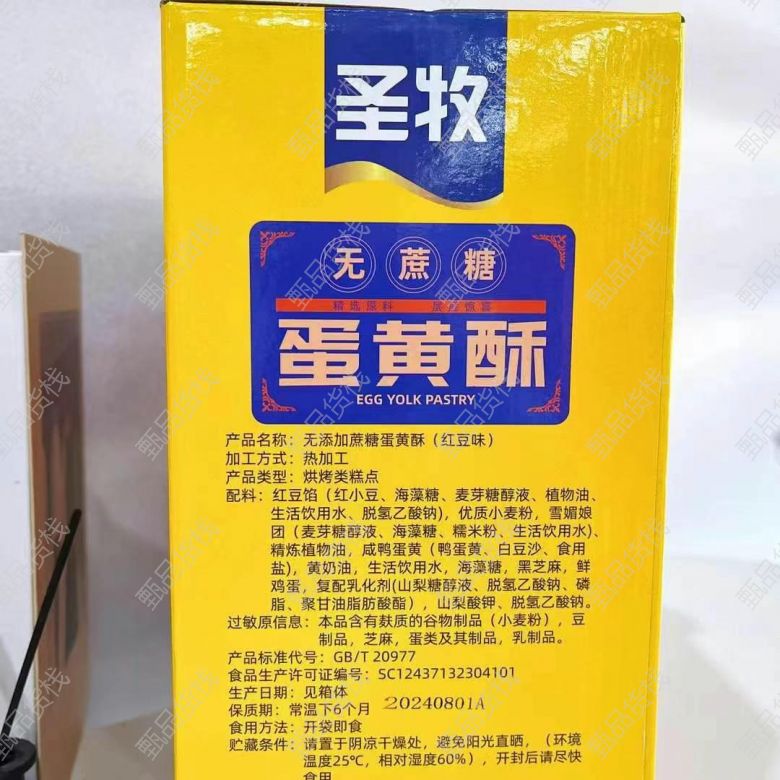 圣牧®
无蔗糖
精选原料 层层惊喜
蛋黄酥
EGG YOLK PASTRY
产品名称：无添加蔗糖蛋黄酥（红豆味）
加工方式：热加工
产品类型：烘烤类糕点
配料：红豆馅（红小豆、海藻糖、麦芽糖醇液、植物油、
生活饮用水、脱氢乙酸钠)，优质小麦粉，雪媚娘
团（麦芽糖醇液、海藻糖、糯米粉、生活饮用水)、
精炼植物油，咸鸭蛋黄（鸭蛋黄、白豆沙、食用
盐)，黄奶油，生活饮用水，海藻糖，黑芝麻，鲜
鸡蛋，复配乳化剂(山梨糖醇液、脱氢乙酸钠、磷
脂、聚甘油脂肪酸酯），山梨酸钾、脱氢乙酸钠。
过敏原信息：本品含有麸质的谷物制品（小麦粉），豆
制品，芝麻，蛋类及其制品，乳制品。
产品标准代号：GB/T 20977
食品生产许可证编号：SC12437132304101
生产日期：见箱体
保质期：常温下6个月 20240801A
食用方法：开袋即食
贮藏条件：请置于阴凉干燥处，避免阳光直晒，（环境
温度25℃，相对湿度60%），开封后请尽快
食用
甄品货栈